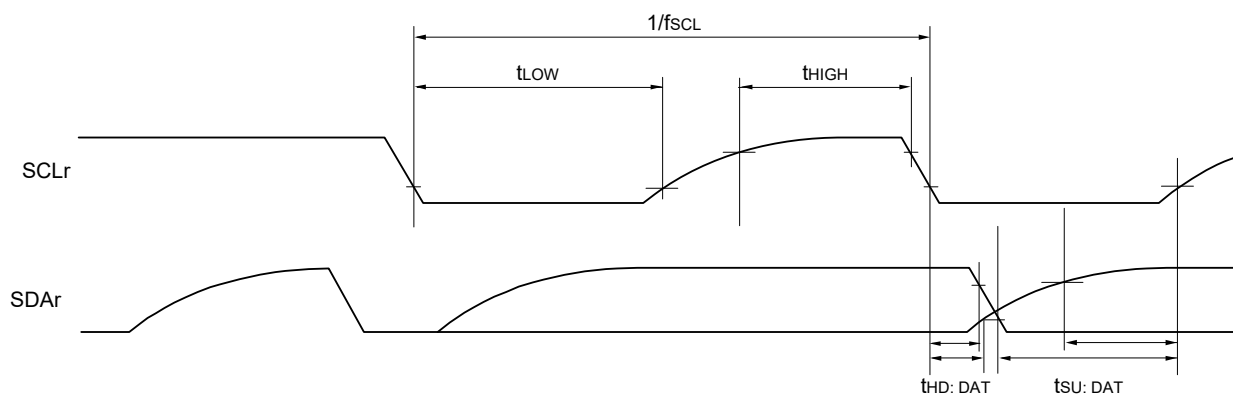 1/fSCL
tLOW
tHIGH
SCLr
SDAr
tHD: DAT
tSU: DAT